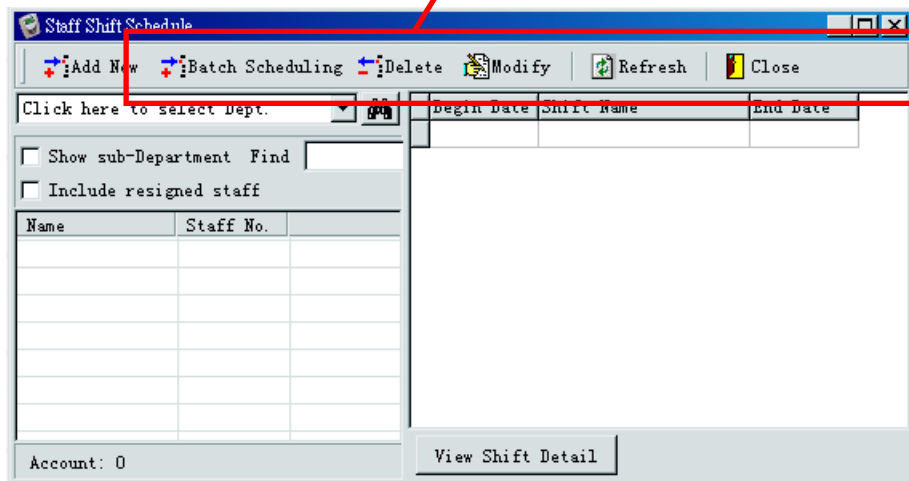 Staff Shift Schedule
Add New Batch Scheduling Delete Modify Refresh Close
Click here to select Dept.
Begin Date Shift Name End Date
Show sub-Department Find
Include resigned staff
Name Staff No.
Account: 0
View Shift Detail